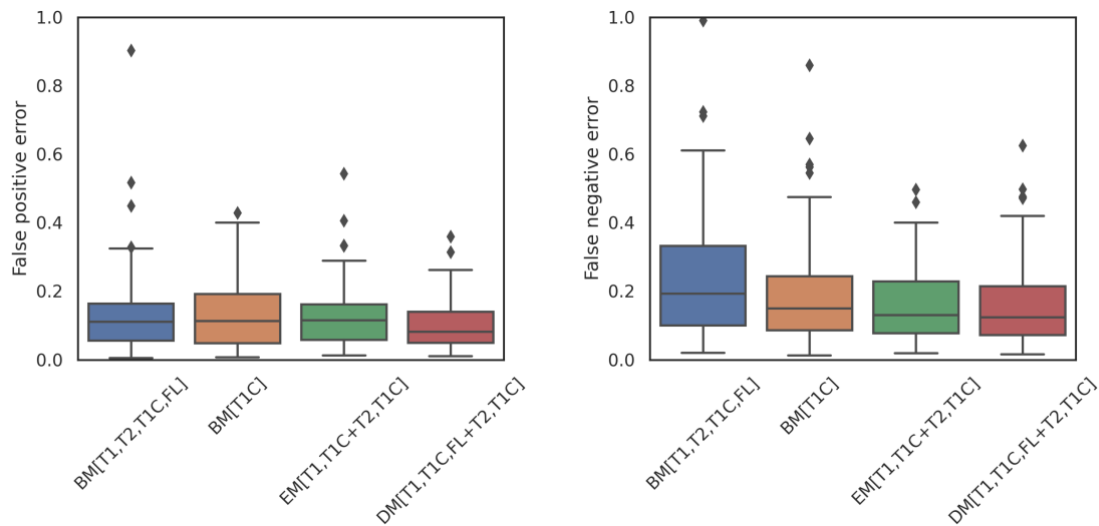 False positive error
1.0
0.8
0.6
0.4
0.2
0.0
BM[T1,T2,T1C,FL]
BM[T1C]
EM[T1,T1C+T2,T1C]
DM[T1,T1C,FL+T2,T1C]
False negative error
1.0
0.8
0.6
0.4
0.2
0.0
BM[T1,T2,T1C,FL]
BM[T1C]
EM[T1,T1C+T2,T1C]
DM[T1,T1C,FL+T2,T1C]